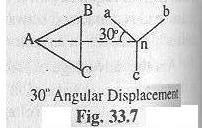 B a b
A 30° n
C c
30° Angular Displacement
Fig. 33.7